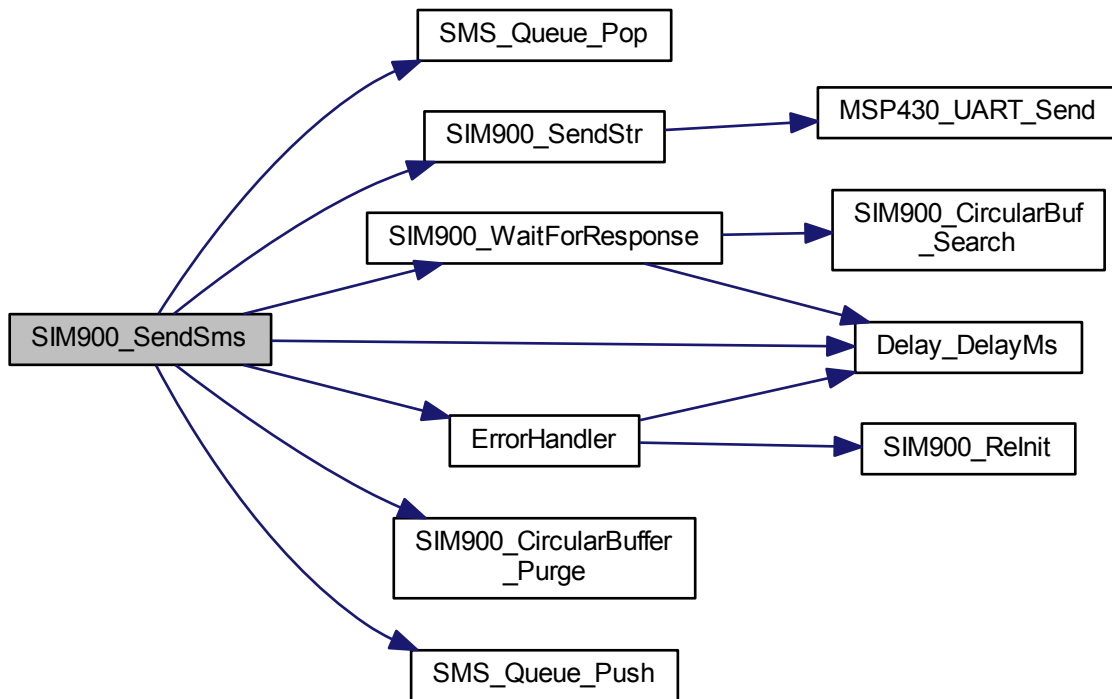 SMS_Queue_Pop
MSP430_UART_Send
SIM900_SendStr
SIM900_CircularBuf
_Search
SIM900_WaitForResponse
SIM900_SendSms
Delay_DelayMs
ErrorHandler
SIM900_ReInit
SIM900_CircularBuffer
_Purge
SMS_Queue_Push